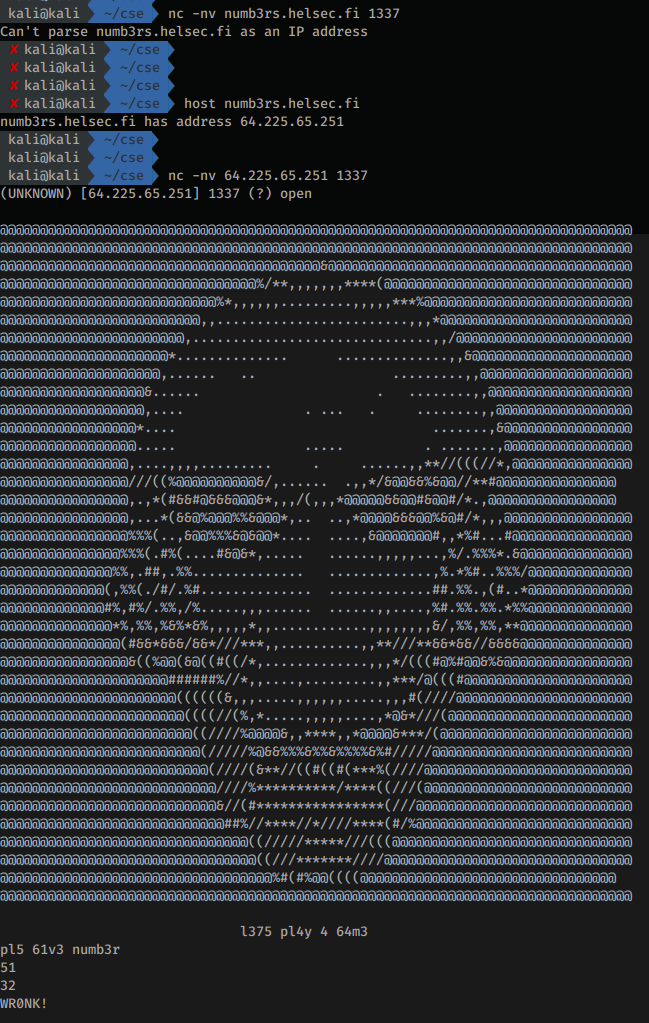 ✘ kali@kali ~/cse nc -nv numb3rs.helsec.fi 1337
Can't parse numb3rs.helsec.fi as an IP address
✘ kali@kali ~/cse
✘ kali@kali ~/cse
✘ kali@kali ~/cse
✘ kali@kali ~/cse host numb3rs.helsec.fi
numb3rs.helsec.fi has address 64.225.65.251
kali@kali ~/cse
kali@kali ~/cse
kali@kali ~/cse nc -nv 64.225.65.251 1337
(UNKNOWN) [64.225.65.251] 1337 (?) open
l375 pl4y 4 64m3
pl5 61v3 numb3r
51
32
WR0NK!